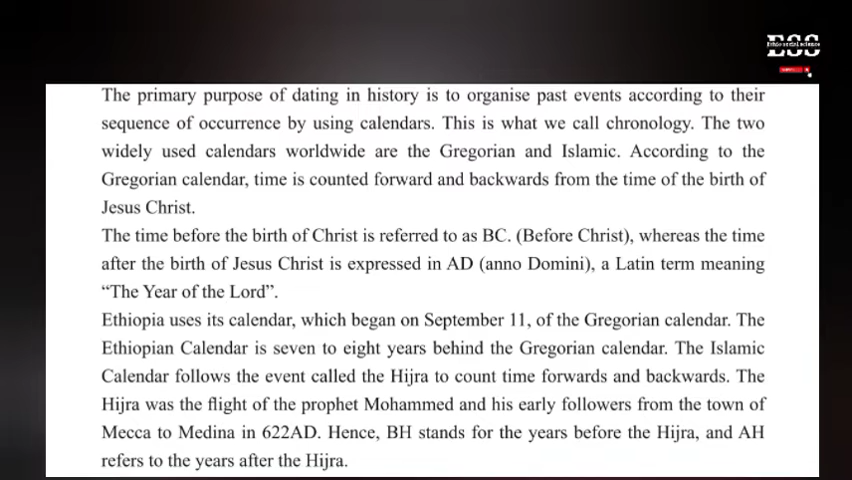 ESS
The primary purpose of dating in history is to organise past events according to their
sequence of occurrence by using calendars. This is what we call chronology. The two
widely used calendars worldwide are the Gregorian and Islamic. According to the
Gregorian calendar, time is counted forward and backwards from the time of the birth of
Jesus Christ.
The time before the birth of Christ is referred to as BC. (Before Christ), whereas the time
after the birth of Jesus Christ is expressed in AD (anno Domini), a Latin term meaning
“The Year of the Lord”.
Ethiopia uses its calendar, which began on September 11, of the Gregorian calendar. The
Ethiopian Calendar is seven to eight years behind the Gregorian calendar. The Islamic
Calendar follows the event called the Hijra to count time forwards and backwards. The
Hijra was the flight of the prophet Mohammed and his early followers from the town of
Mecca to Medina in 622AD. Hence, BH stands for the years before the Hijra, and AH
refers to the years after the Hijra.